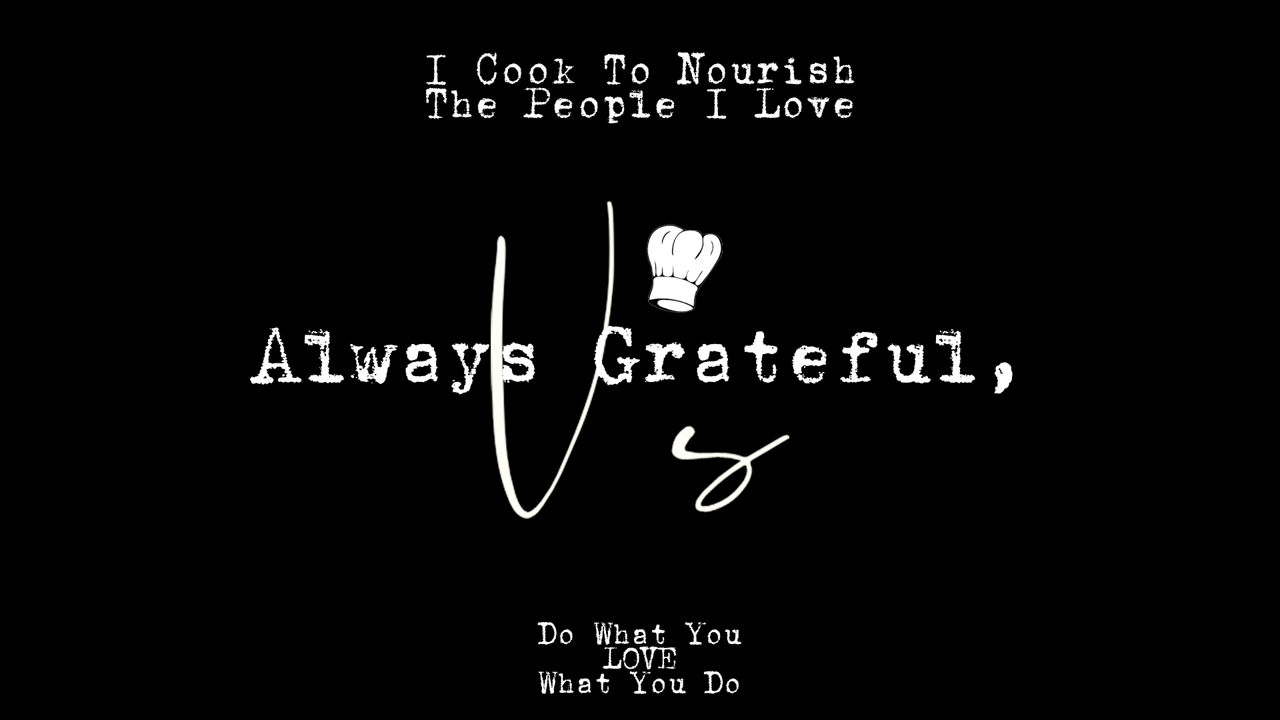 I Cook To Nourish
The People I Love
Always Grateful,
Vs
Do What You
LOVE
What You Do